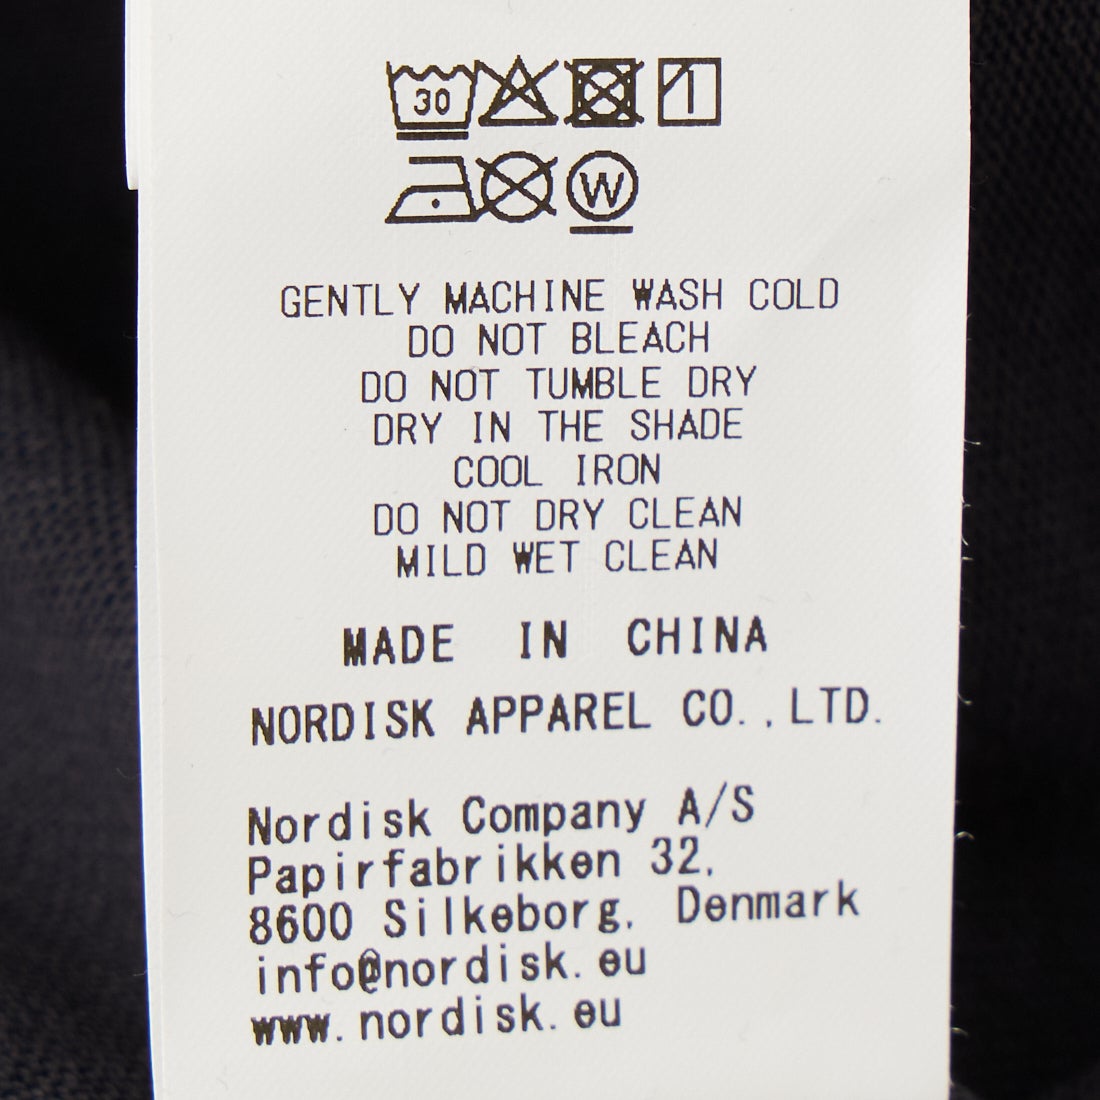 30
W
GENTLY MACHINE WASH COLD
DO NOT BLEACH
DO NOT TUMBLE DRY
DRY IN THE SHADE
COOL IRON
DO NOT DRY CLEAN
MILD WET CLEAN
MADE IN CHINA
NORDISK APPAREL CO.,LTD.
Nordisk Company A/S
Papirfabrikken 32,
8600 Silkeborg, Denmark
info@nordisk.eu
www.nordisk.eu